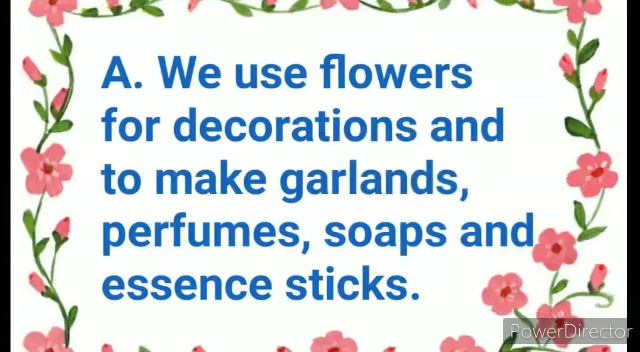 A. We use flowers
for decorations and
to make garlands,
perfumes, soaps and
essence sticks.
PowerDirector